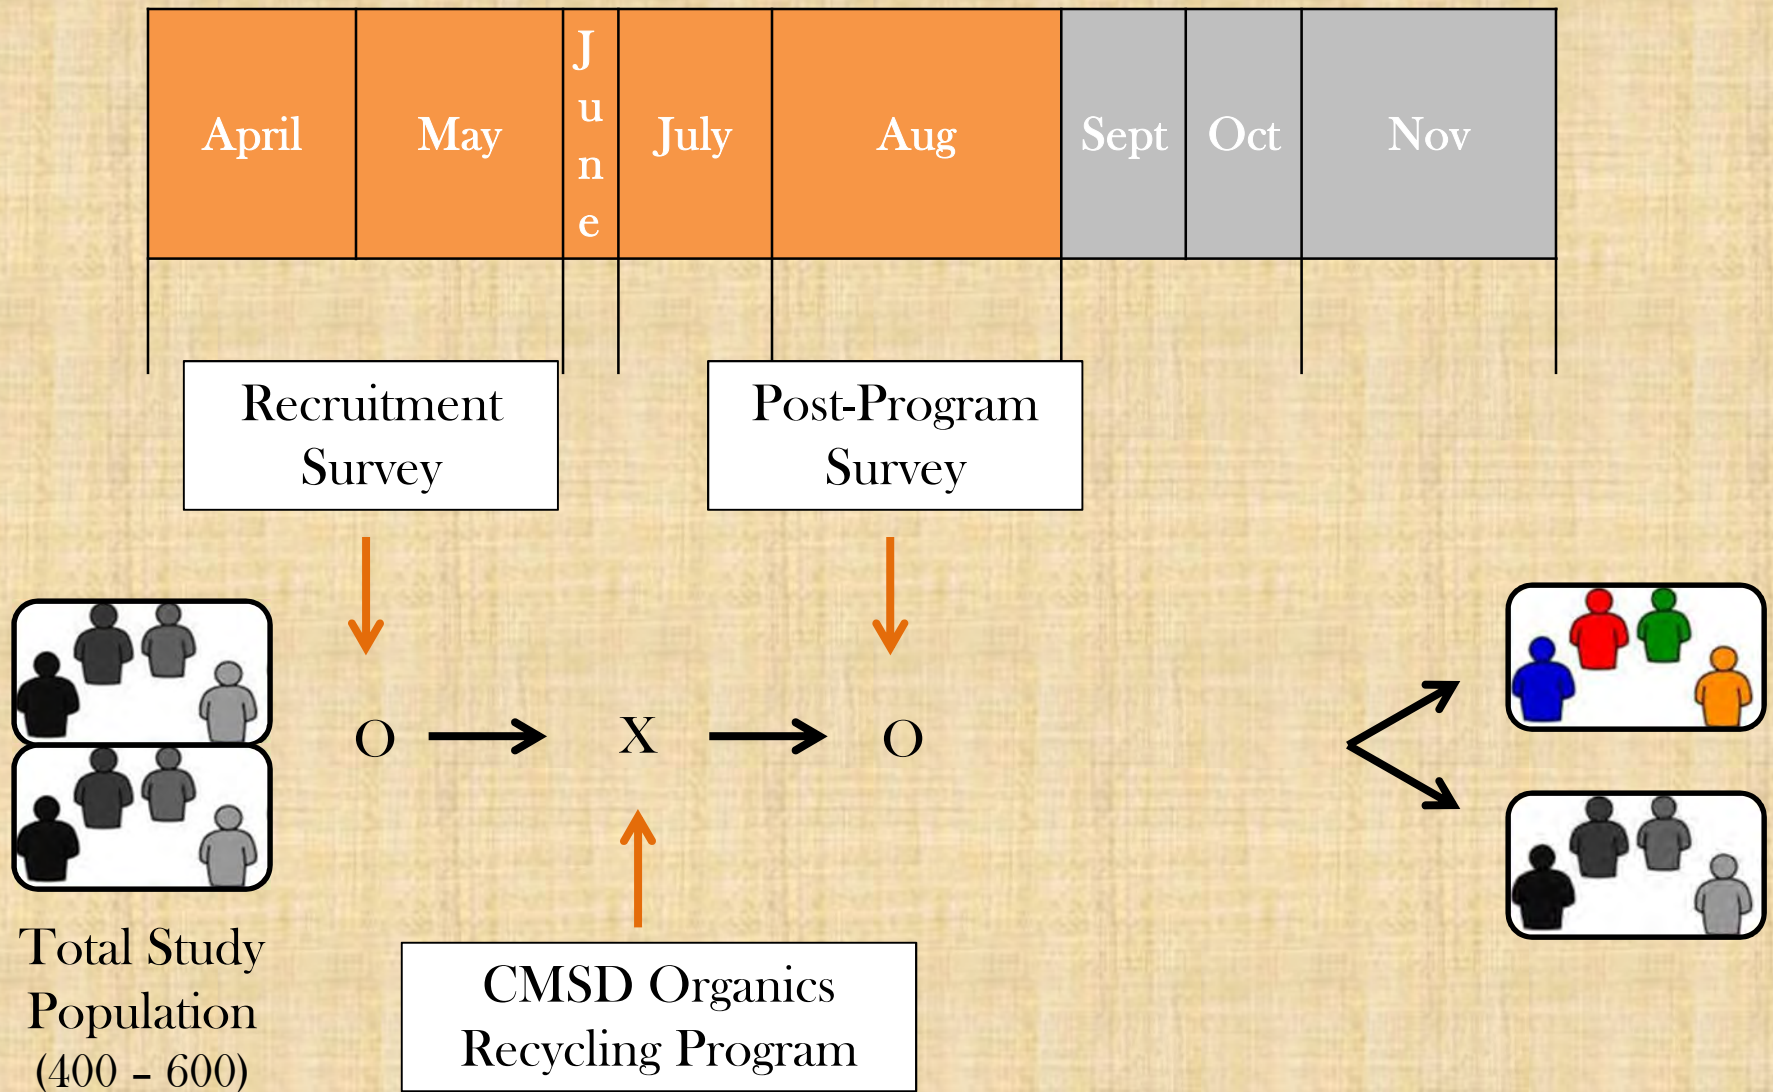 April May June July Aug Sept Oct Nov
Recruitment
Survey
Post-Program
Survey
O X O
Total Study
Population
(400 – 600)
CMSD Organics
Recycling Program